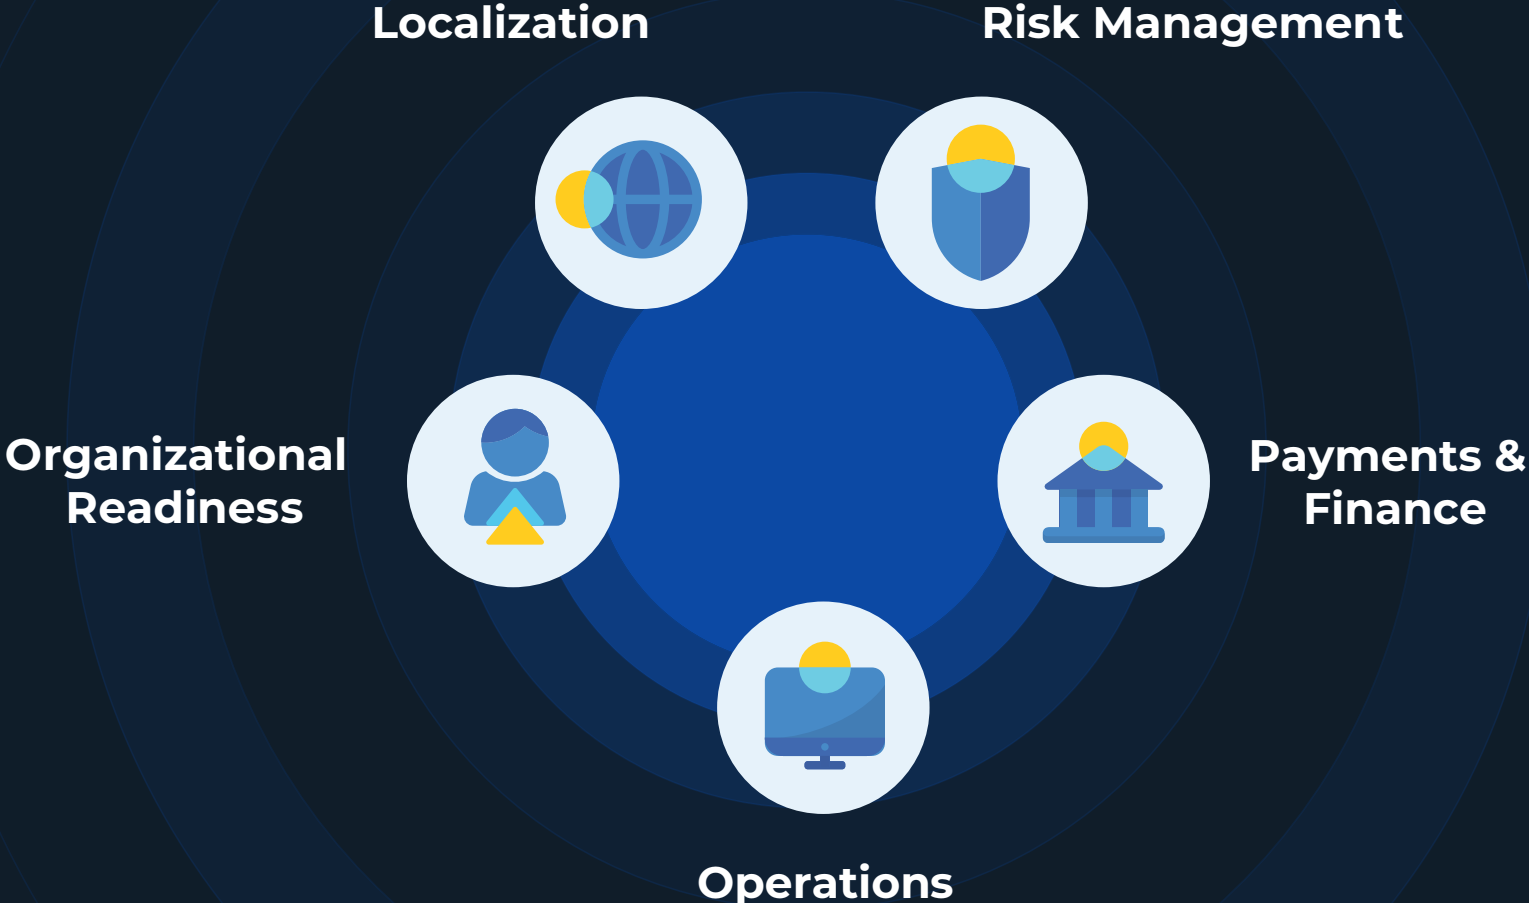 Localization
Risk Management
Organizational
Readiness
Payments &
Finance
Operations